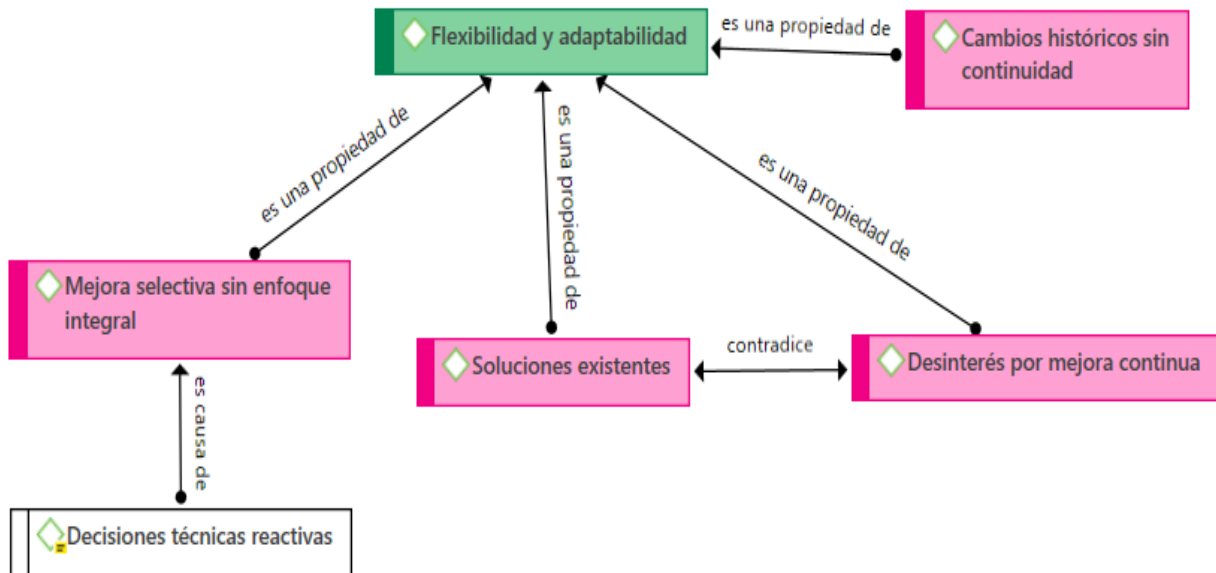 Flexibilidad y adaptabilidad
es una propiedad de
Cambios históricos sin
continuidad
es una propiedad de
es una propiedad de
es una propiedad de
Mejora selectiva sin enfoque
integral
Soluciones existentes
contradice
Desinterés por mejora continua
es causa de
Decisiones técnicas reactivas